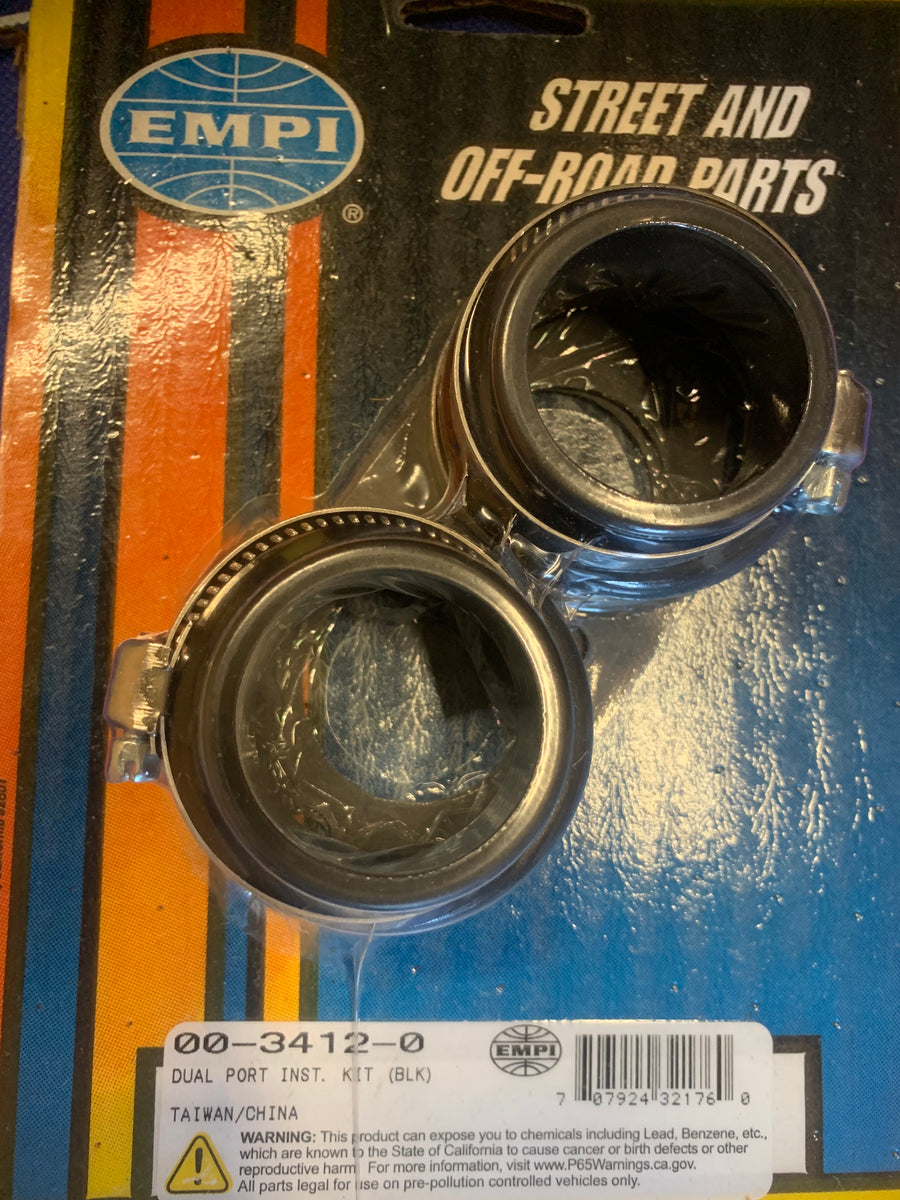 EMPI
®
STREET AND
OFF-ROAD PARTS
00-3412-0
EMPI
DUAL PORT INST. KIT (BLK)
7 07924 32176 0
TAIWAN/CHINA
WARNING: This product can expose you to chemicals including Lead, Benzene, etc.,
which are known to the State of California to cause cancer or birth defects or other
reproductive harm For more information, visit www.P65Warnings.ca.gov.
All parts legal for use on pre-pollution controlled vehicles only.